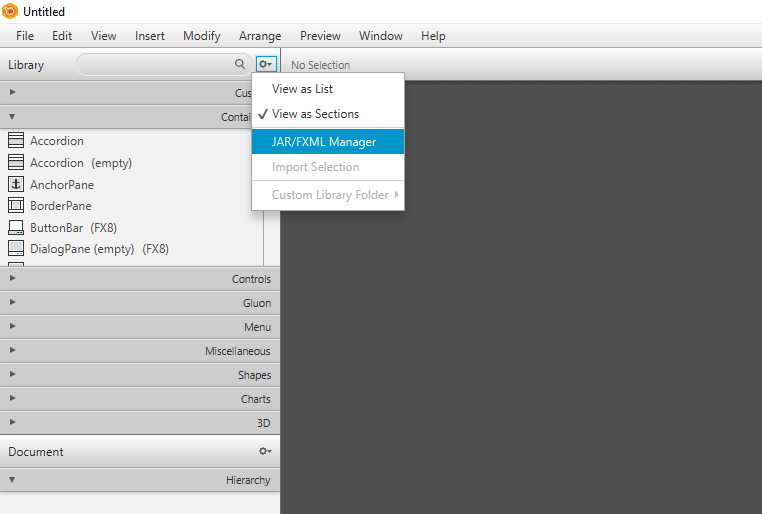 Untitled
File Edit View Insert Modify Arrange Preview Window Help
Library No Selection
View as List
Cus
View as Sections
Contai
Accordion
JAR/FXML Manager
Accordion (empty)
Import Selection
AnchorPane
Custom Library Folder
BorderPane
ButtonBar (FX8)
DialogPane (empty) (FX8)
Controls
Gluon
Menu
Miscellaneous
Shapes
Charts
3D
Document
Hierarchy